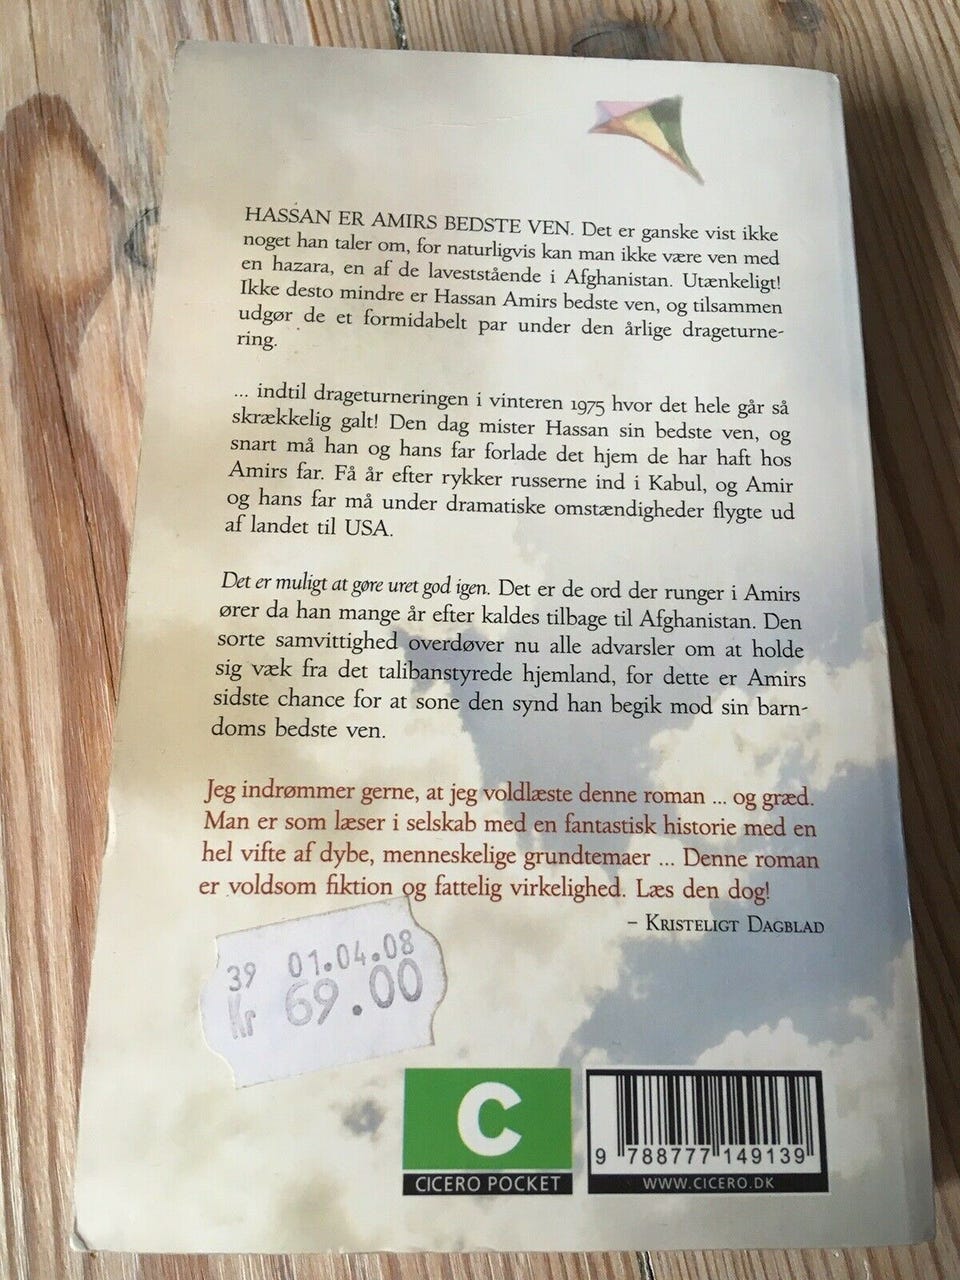 HASSAN ER AMIRS BEDSTE VEN. Det er ganske vist ikke
noget han taler om, for naturligvis kan man ikke være ven med
en hazara, en af de laveststående i Afghanistan. Utænkeligt!
Ikke desto mindre er Hassan Amirs bedste ven, og tilsammen
udgør de et formidabelt par under den årlige drageturne-
ring.
... indtil drageturneringen i vinteren 1975 hvor det hele går så
skrækkelig galt! Den dag mister Hassan sin bedste ven, og
snart må han og hans far forlade det hjem de har haft hos
Amirs far. Få år efter rykker russerne ind i Kabul, og Amir
og hans far må under dramatiske omstændigheder flygte ud
af landet til USA.
Det er muligt at gøre uret god igen. Det er de ord der runger i Amirs
ører da han mange år efter kaldes tilbage til Afghanistan. Den
sorte samvittighed overdøver nu alle advarsler om at holde
sig væk fra det talibanstyrede hjemland, for dette er Amirs
sidste chance for at sone den synd han begik mod sin barn-
doms bedste ven.
Jeg indrømmer gerne, at jeg voldlæste denne roman ... og græd.
Man er som læser i selskab med en fantastisk historie med en
hel vifte af dybe, menneskelige grundtemaer ... Denne roman
er voldsom fiktion og fattelig virkelighed. Læs den dog!
– KRISTELIGT DAGBLAD
39 01.04.08
Kr 69.00
C
CICERO POCKET
9 788777 149139
WWW.CICERO.DK